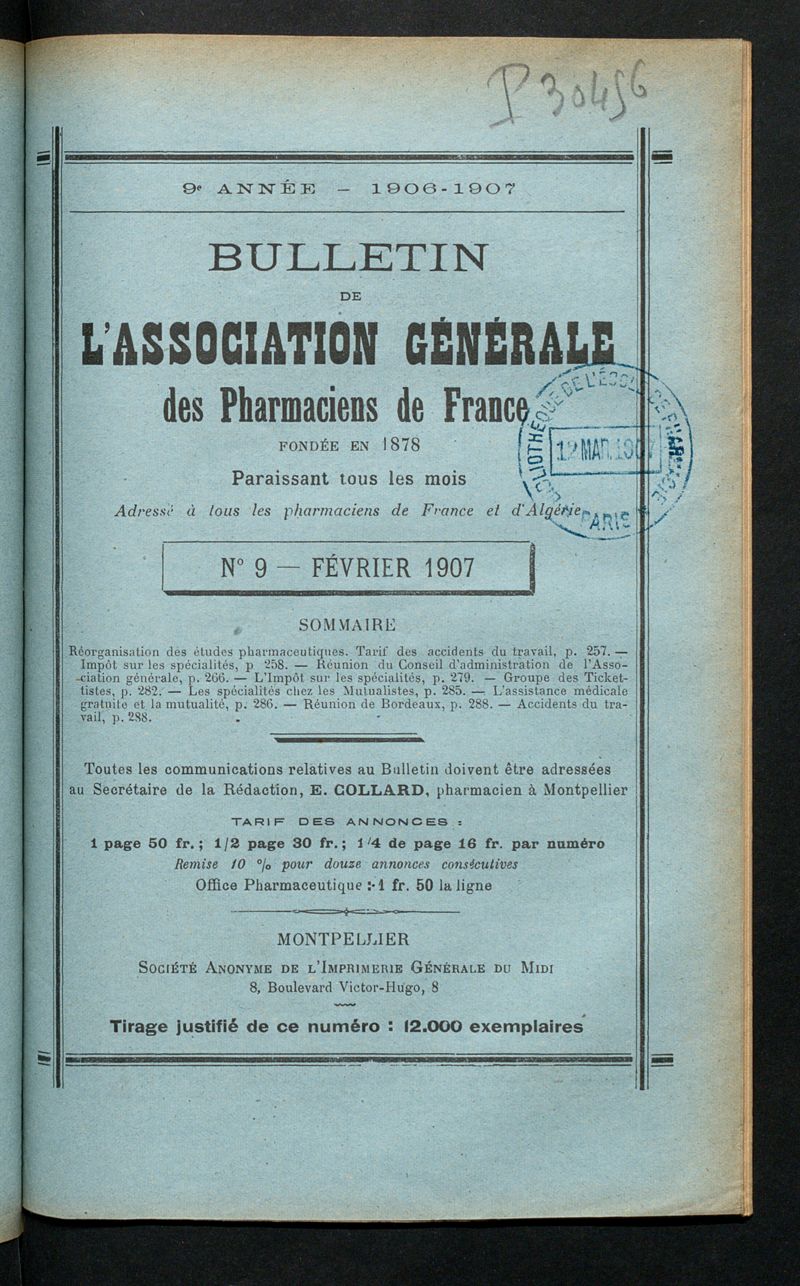 P 30456
9e ANNÉE — 1906-1907
BULLETIN
DE
L'ASSOCIATION GÉNÉRALE
des Pharmaciens de France
FONDÉE EN 1878
Paraissant tous les mois
Adressé à tous les pharmaciens de France et d'Algérie
BIBLIOTHÈQUE DE L'ÉCOLE DE PHARMACIE
12 MAR. 1907
PARIS
N° 9 — FÉVRIER 1907
SOMMAIRE
Réorganisation des études pharmaceutiques. Tarif des accidents du travail, p. 257. —
Impôt sur les spécialités, p 258. — Réunion du Conseil d'administration de l'Asso-
ciation générale, p. 266. — L'Impôt sur les spécialités, p. 279. — Groupe des Ticket-
tistes, p. 282. — Les spécialités chez les Mutualistes, p. 285. — L'assistance médicale
gratuite et la mutualité, p. 286. — Réunion de Bordeaux, p. 288. — Accidents du tra-
vail, p. 288.
Toutes les communications relatives au Bulletin doivent être adressées
au Secrétaire de la Rédaction, E. COLLARD, pharmacien à Montpellier
TARIF DES ANNONCES :
1 page 50 fr.; 1/2 page 30 fr.; 1/4 de page 16 fr. par numéro
Remise 10 % pour douze annonces consécutives
Office Pharmaceutique : 1 fr. 50 la ligne
MONTPELLIER
SOCIÉTÉ ANONYME DE L'IMPRIMERIE GÉNÉRALE DU MIDI
8, Boulevard Victor-Hugo, 8
Tirage justifié de ce numéro : 12.000 exemplaires